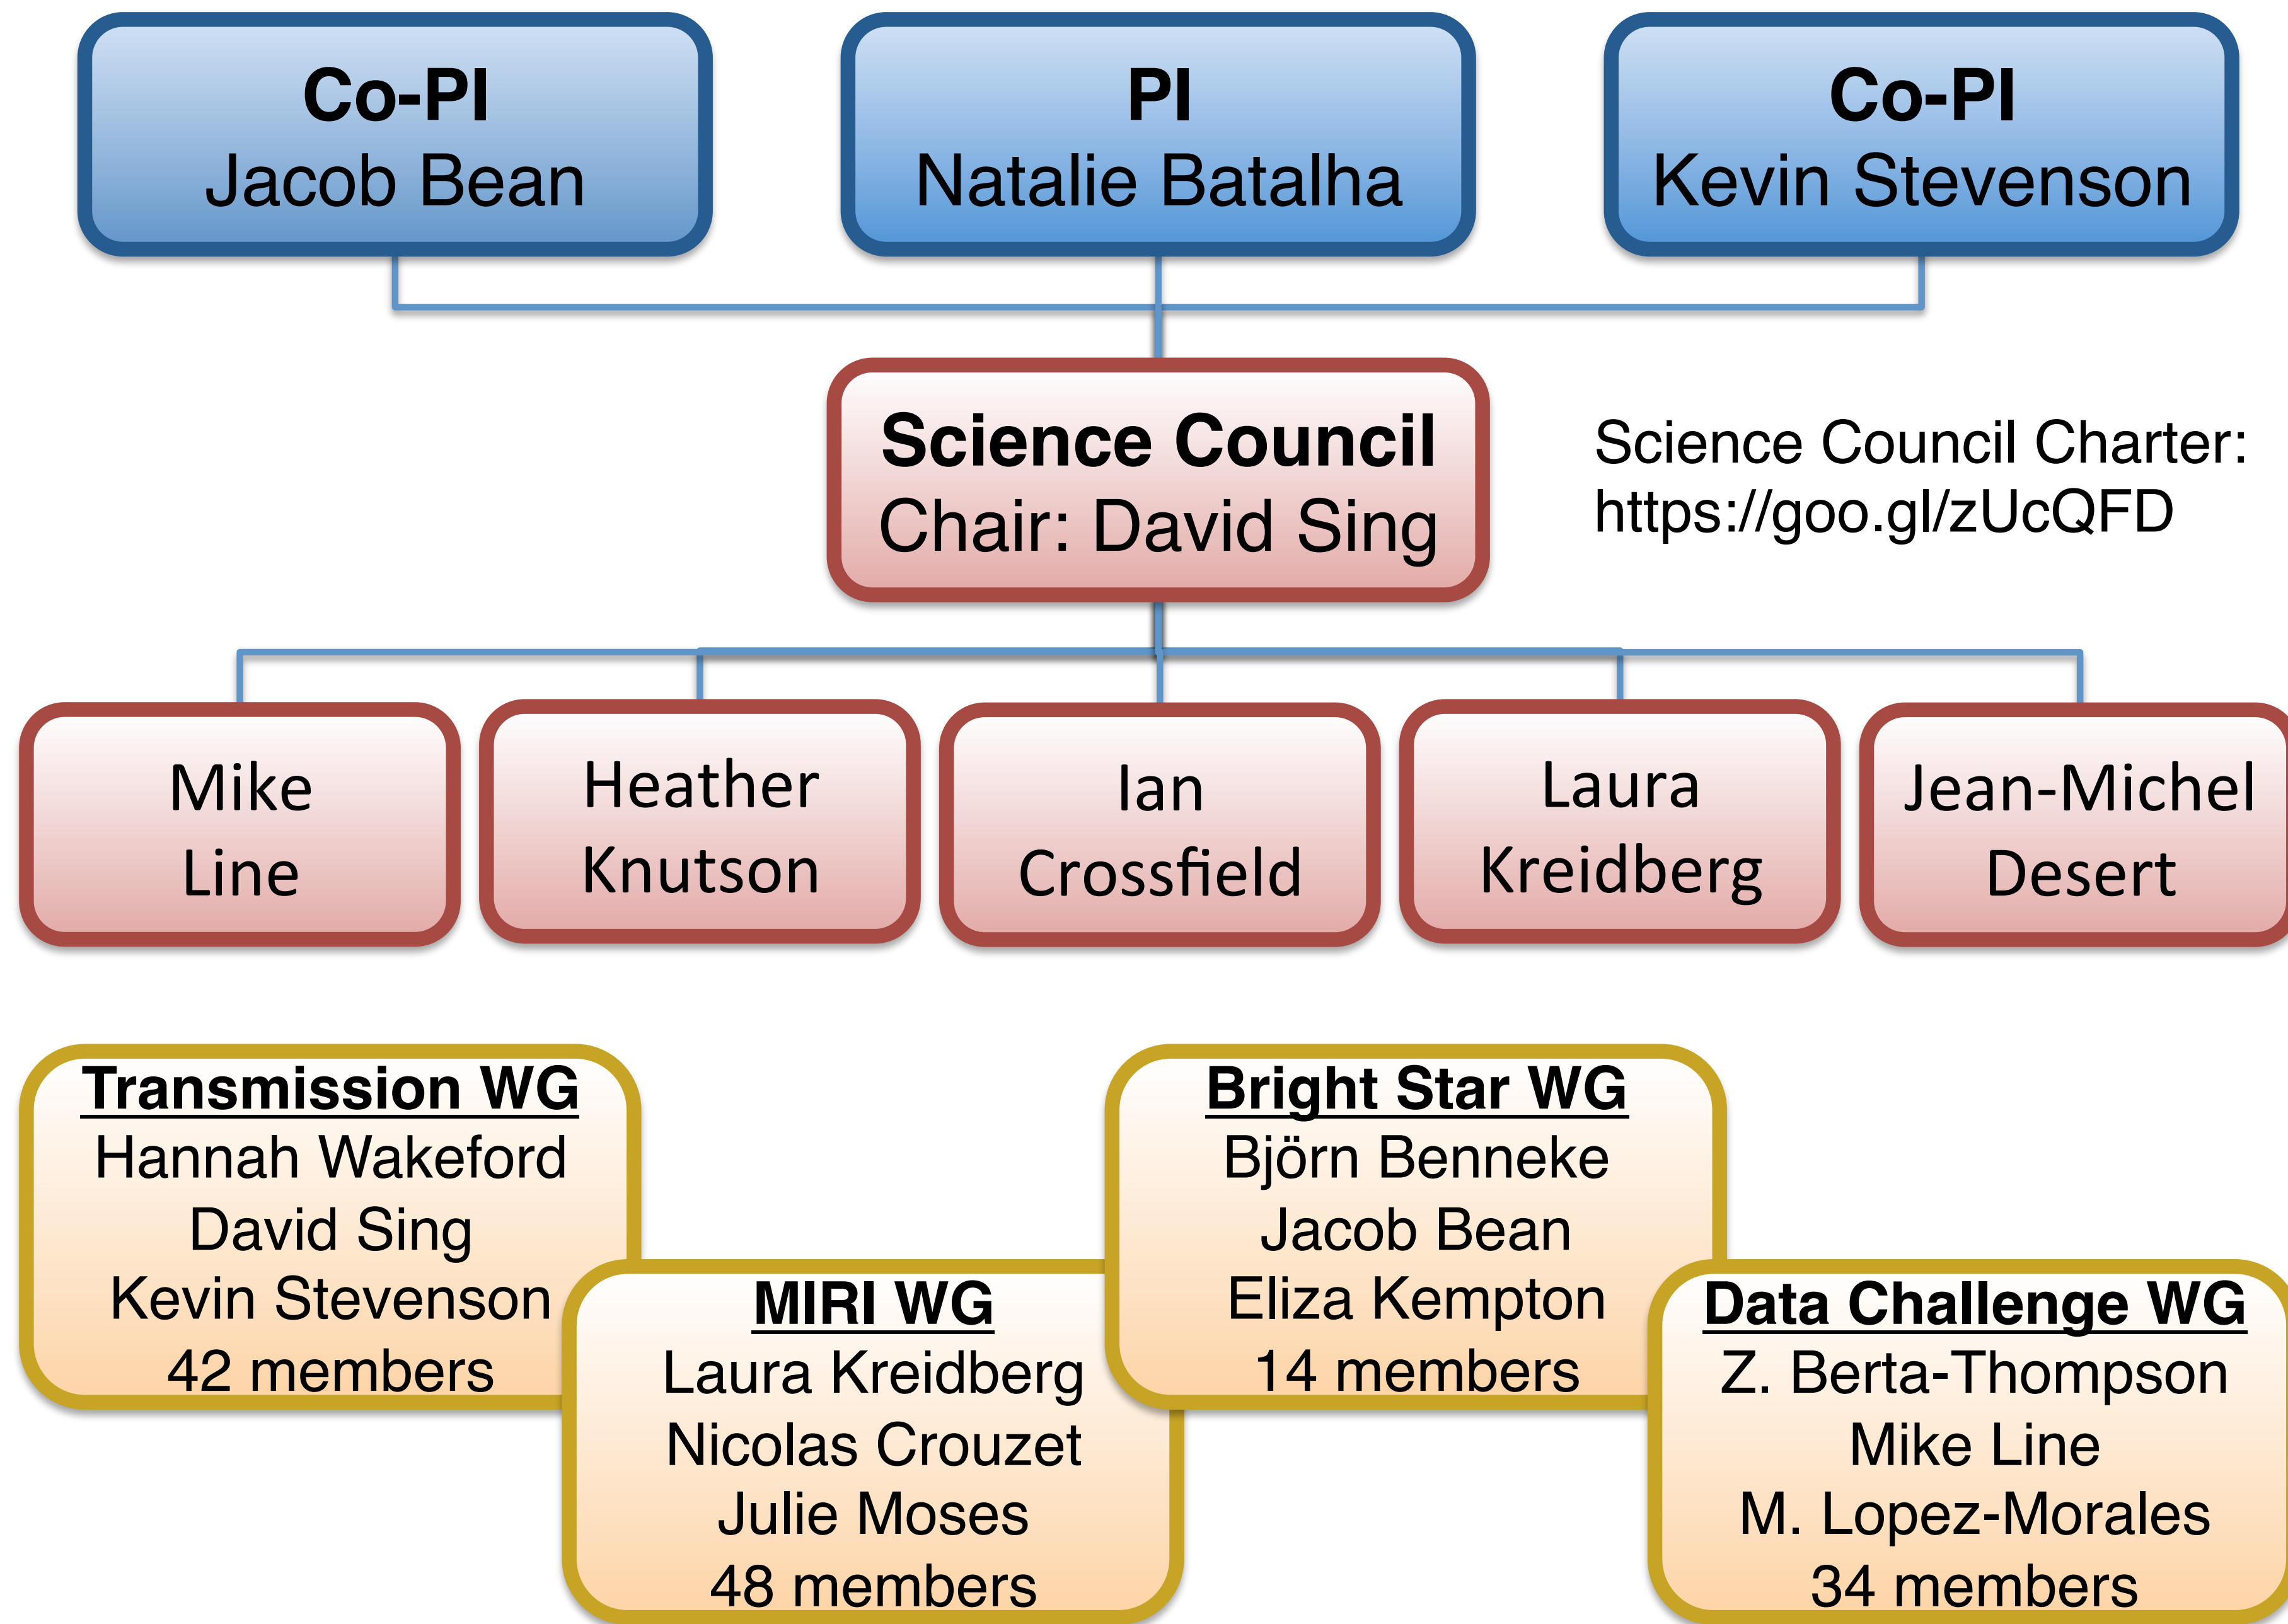 Co-PI
Jacob Bean
PI
Natalie Batalha
Co-PI
Kevin Stevenson
Science Council
Chair: David Sing
Science Council Charter:
https://goo.gl/zUcQFD
Mike
Line
Heather
Knutson
Ian
Crossfield
Laura
Kreidberg
Jean-Michel
Desert
Transmission WG
Hannah Wakeford
David Sing
Kevin Stevenson
42 members
MIRI WG
Laura Kreidberg
Nicolas Crouzet
Julie Moses
48 members
Bright Star WG
Björn Benneke
Jacob Bean
Eliza Kempton
14 members
Data Challenge WG
Z. Berta-Thompson
Mike Line
M. Lopez-Morales
34 members